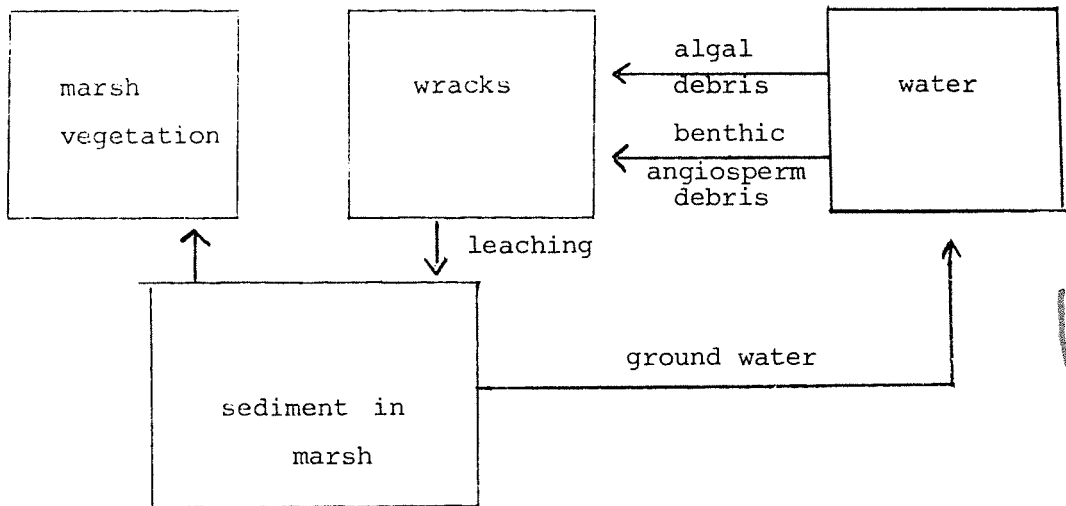 marsh
vegetation
wracks
algal
debris
benthic
angiosperm
debris
water
leaching
sediment in
marsh
ground water